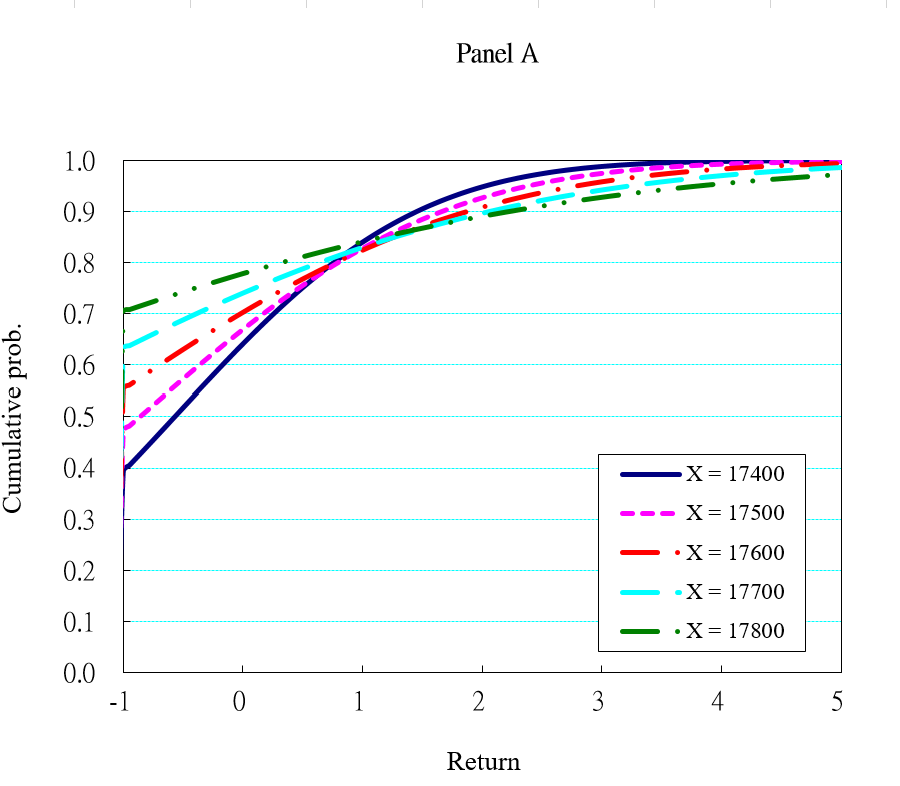 Panel A
1.0
0.9
0.8
0.7
0.6
0.5
0.4
0.3
0.2
0.1
0.0
Cumulative prob.
X = 17400
X = 17500
X = 17600
X = 17700
X = 17800
-1 0 1 2 3 4 5
Return